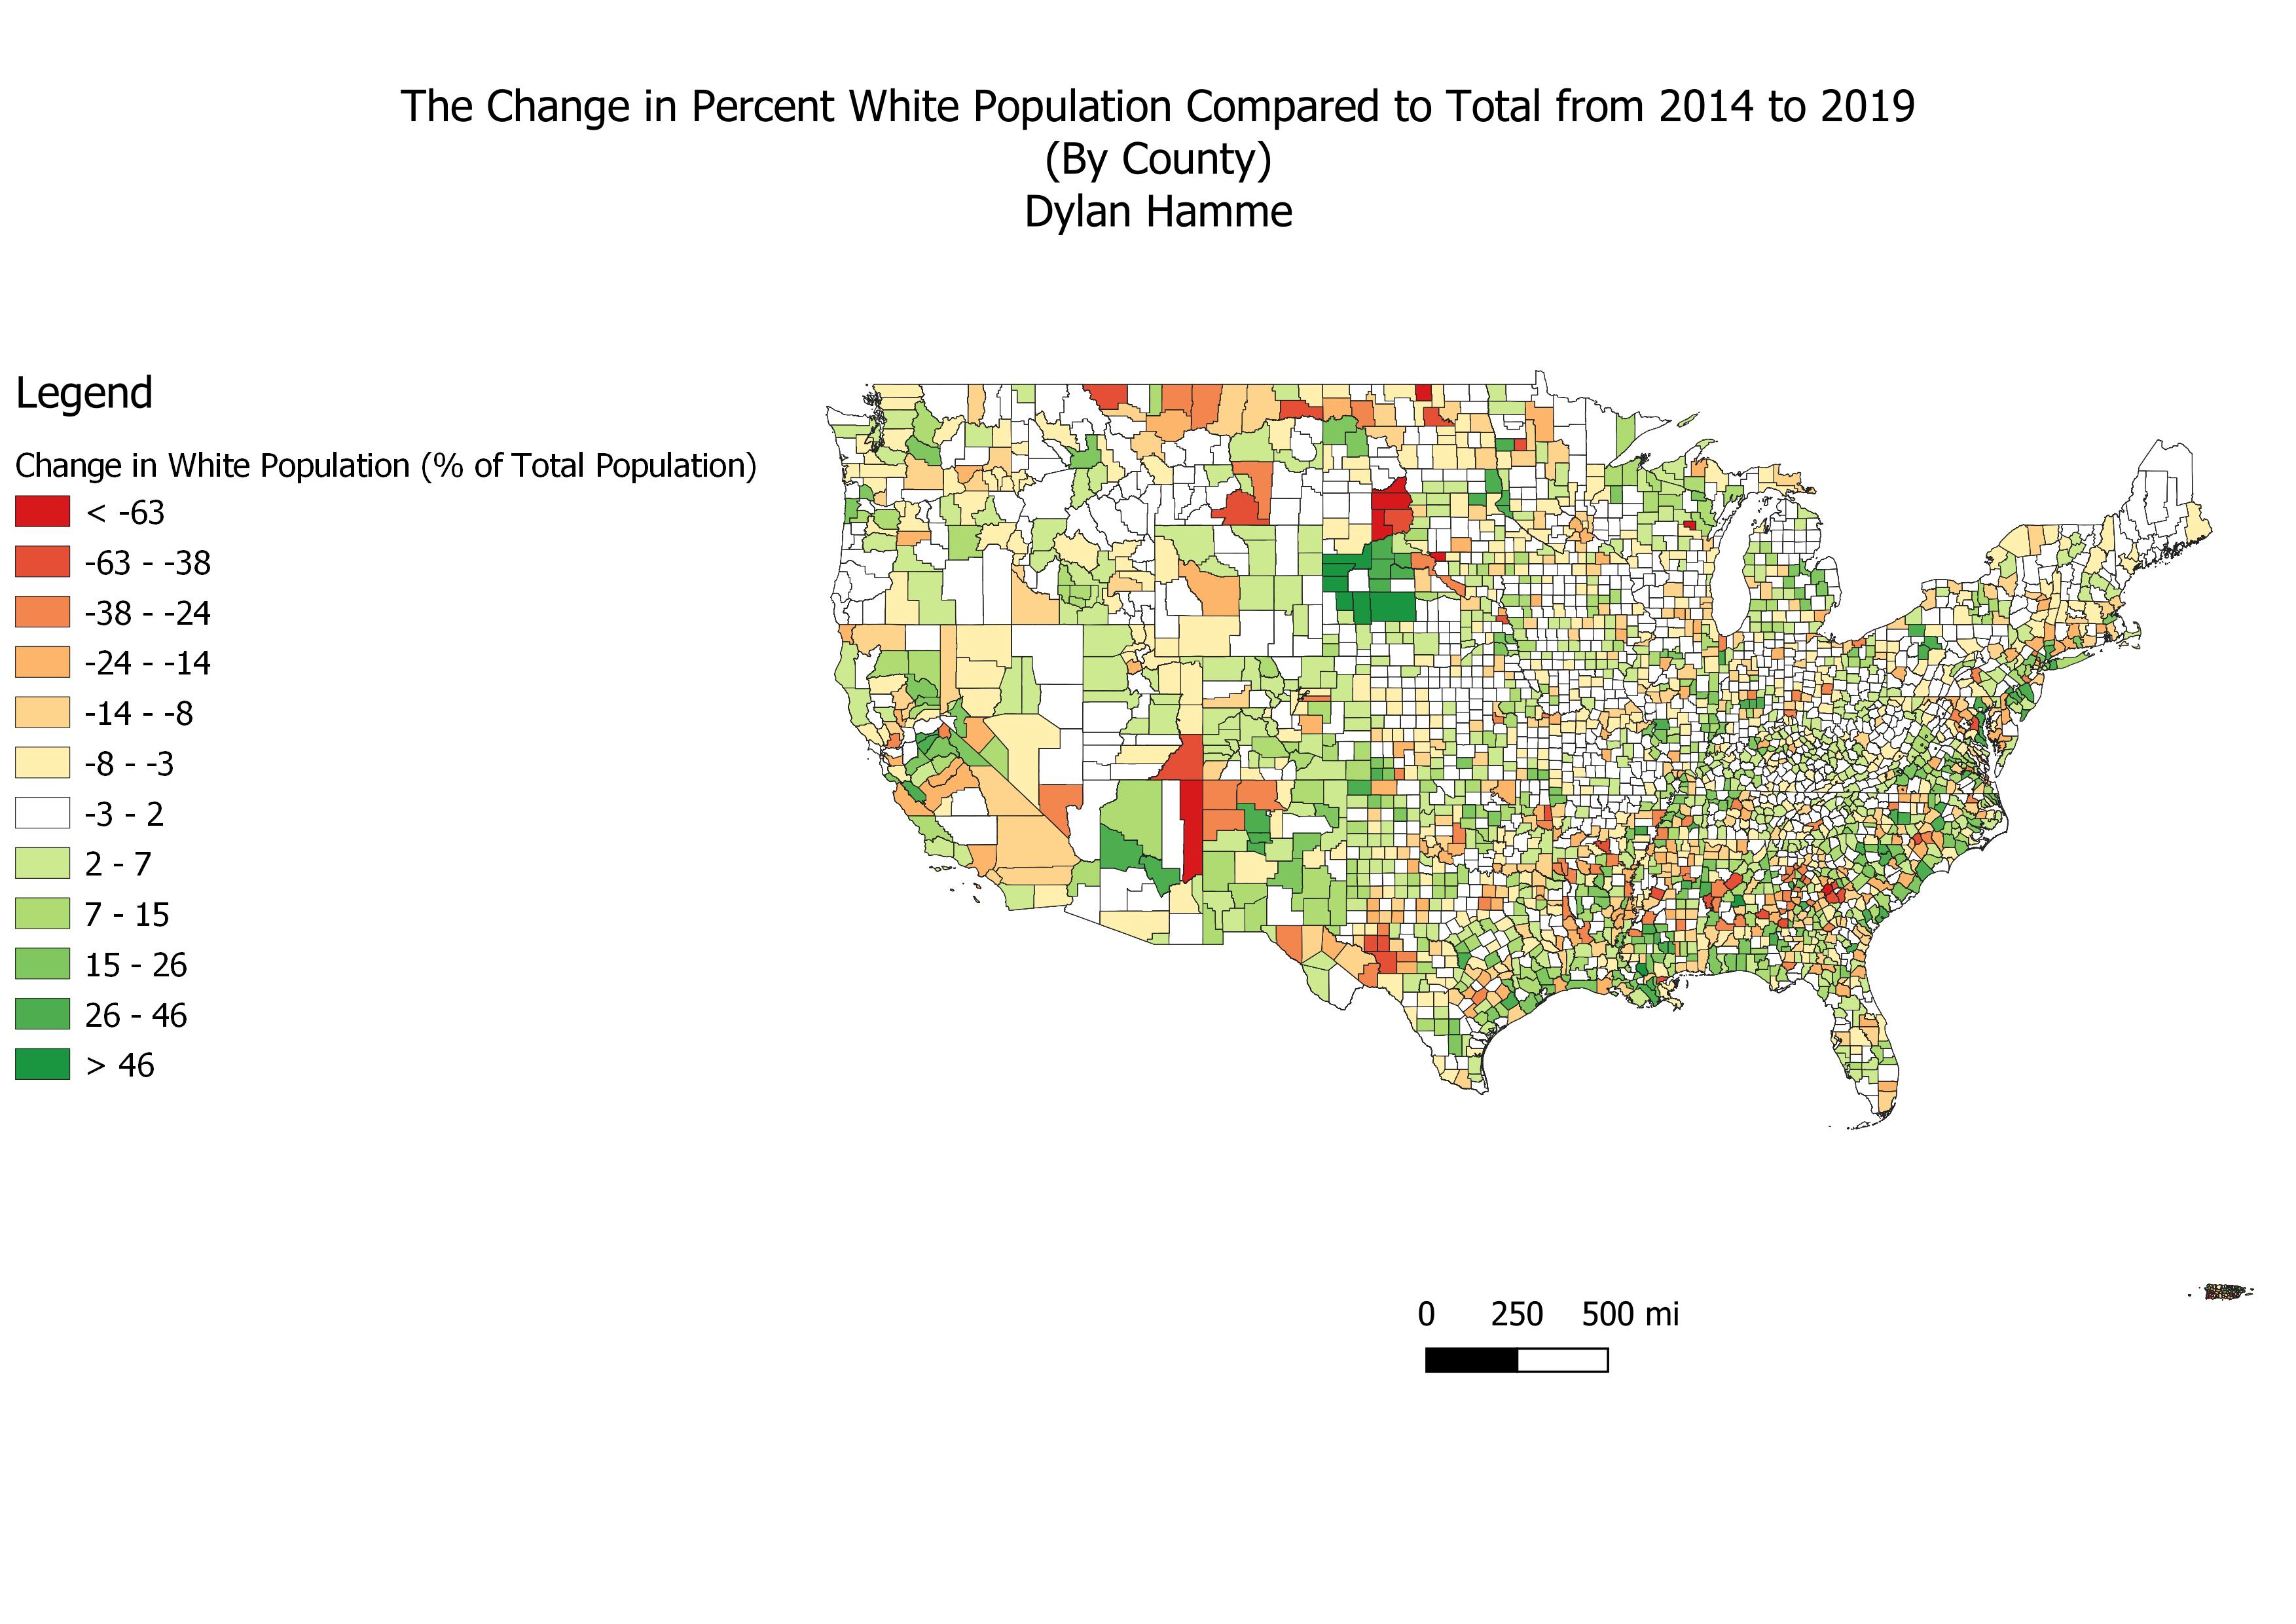 The Change in Percent White Population Compared to Total from 2014 to 2019
(By County)
Dylan Hamme
Legend
Change in White Population (% of Total Population)
< -63
-63 - -38
-38 - -24
-24 - -14
-14 - -8
-8 - -3
-3 - 2
2 - 7
7 - 15
15 - 26
26 - 46
> 46
0 250 500 mi